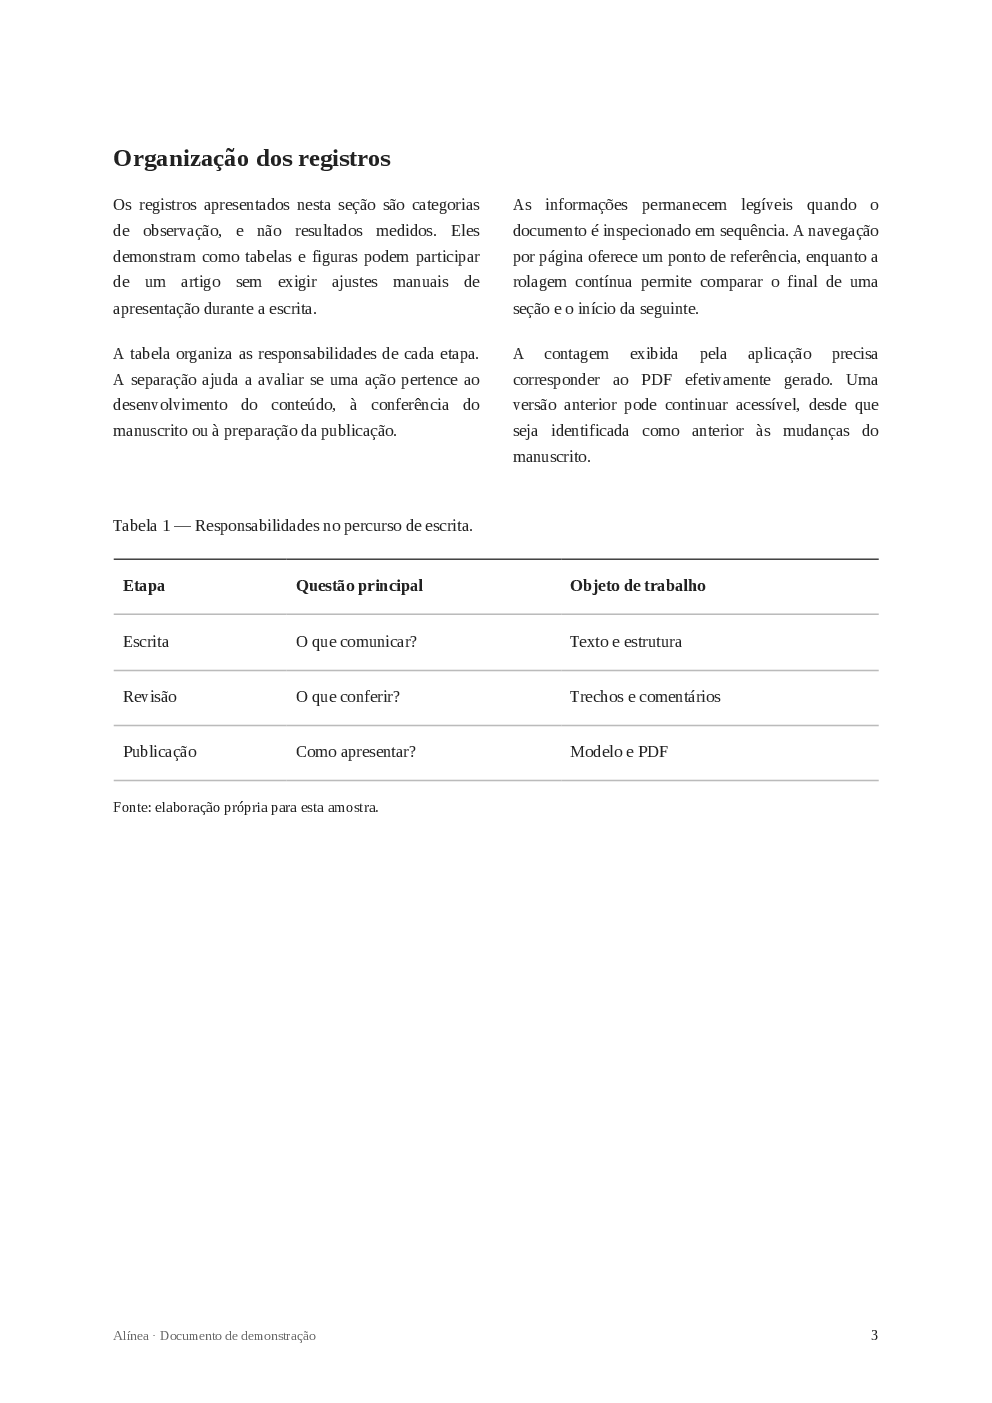 Organização dos registros
Os registros apresentados nesta seção são categorias
de observação, e não resultados medidos. Eles
demonstram como tabelas e figuras podem participar
de um artigo sem exigir ajustes manuais de
apresentação durante a escrita.
A tabela organiza as responsabilidades de cada etapa.
A separação ajuda a avaliar se uma ação pertence ao
desenvolvimento do conteúdo, à conferência do
manuscrito ou à preparação da publicação.
As informações permanecem legíveis quando o
documento é inspecionado em sequência. A navegação
por página oferece um ponto de referência, enquanto a
rolagem contínua permite comparar o final de uma
seção e o início da seguinte.
A contagem exibida pela aplicação precisa
corresponder ao PDF efetivamente gerado. Uma
versão anterior pode continuar acessível, desde que
seja identificada como anterior às mudanças do
manuscrito.
Tabela 1 — Responsabilidades no percurso de escrita.
Etapa Questão principal Objeto de trabalho
Escrita O que comunicar? Texto e estrutura
Revisão O que conferir? Trechos e comentários
Publicação Como apresentar? Modelo e PDF
Fonte: elaboração própria para esta amostra.
Alínea · Documento de demonstração 3